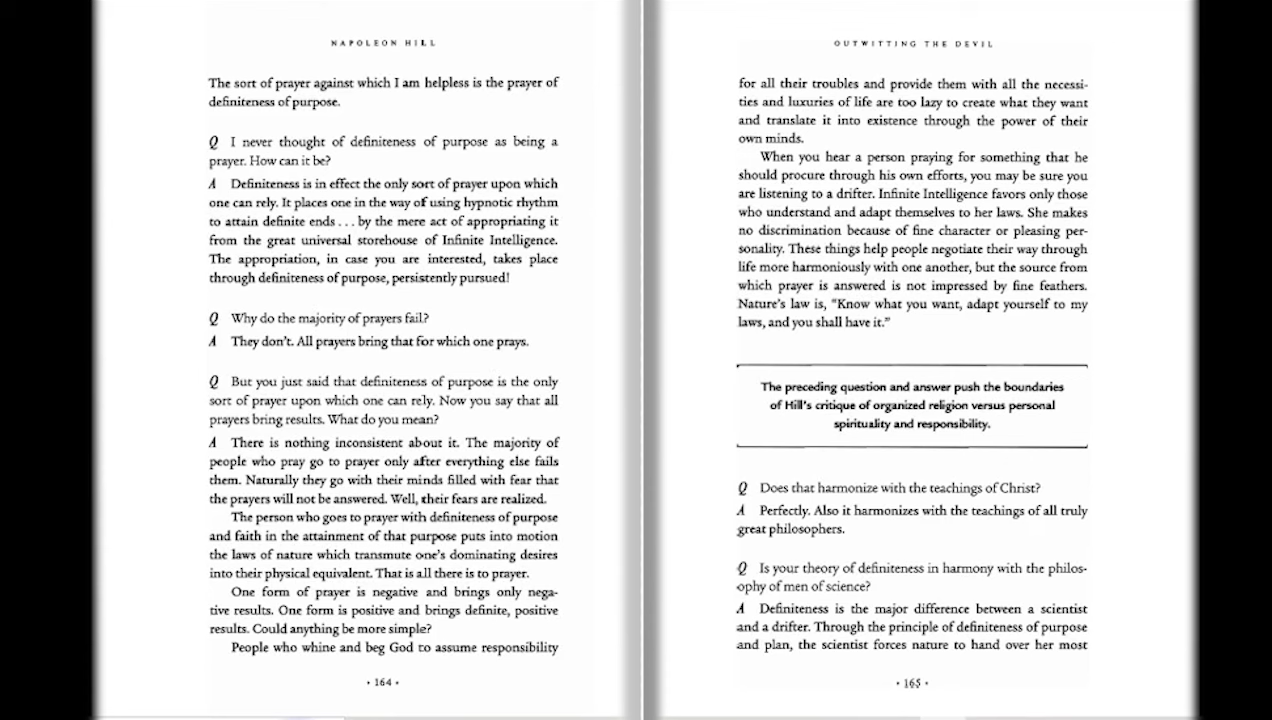 NAPOLEON HILL
The sort of prayer against which I am helpless is the prayer of
definiteness of purpose.
Q I never thought of definiteness of purpose as being a
prayer. How can it be?
A Definiteness is in effect the only sort of prayer upon which
one can rely. It places one in the way of using hypnotic rhythm
to attain definite ends . . . by the mere act of appropriating it
from the great universal storehouse of Infinite Intelligence.
The appropriation, in case you are interested, takes place
through definiteness of purpose, persistently pursued!
Q Why do the majority of prayers fail?
A They don't. All prayers bring that for which one prays.
Q But you just said that definiteness of purpose is the only
sort of prayer upon which one can rely. Now you say that all
prayers bring results. What do you mean?
A There is nothing inconsistent about it. The majority of
people who pray go to prayer only after everything else fails
them. Naturally they go with their minds filled with fear that
the prayers will not be answered. Well, their fears are realized.
The person who goes to prayer with definiteness of purpose
and faith in the attainment of that purpose puts into motion
the laws of nature which transmute one's dominating desires
into their physical equivalent. That is all there is to prayer.
One form of prayer is negative and brings only nega-
tive results. One form is positive and brings definite, positive
results. Could anything be more simple?
People who whine and beg God to assume responsibility
• 164 •
OUTWITTING THE DEVIL
for all their troubles and provide them with all the necessi-
ties and luxuries of life are too lazy to create what they want
and translate it into existence through the power of their
own minds.
When you hear a person praying for something that he
should procure through his own efforts, you may be sure you
are listening to a drifter. Infinite Intelligence favors only those
who understand and adapt themselves to her laws. She makes
no discrimination because of fine character or pleasing per-
sonality. These things help people negotiate their way through
life more harmoniously with one another, but the source from
which prayer is answered is not impressed by fine feathers.
Nature's law is, "Know what you want, adapt yourself to my
laws, and you shall have it."
The preceding question and answer push the boundaries
of Hill's critique of organized religion versus personal
spirituality and responsibility.
Q Does that harmonize with the teachings of Christ?
A Perfectly. Also it harmonizes with the teachings of all truly
great philosophers.
Q Is your theory of definiteness in harmony with the philos-
ophy of men of science?
A Definiteness is the major difference between a scientist
and a drifter. Through the principle of definiteness of purpose
and plan, the scientist forces nature to hand over her most
• 165 •